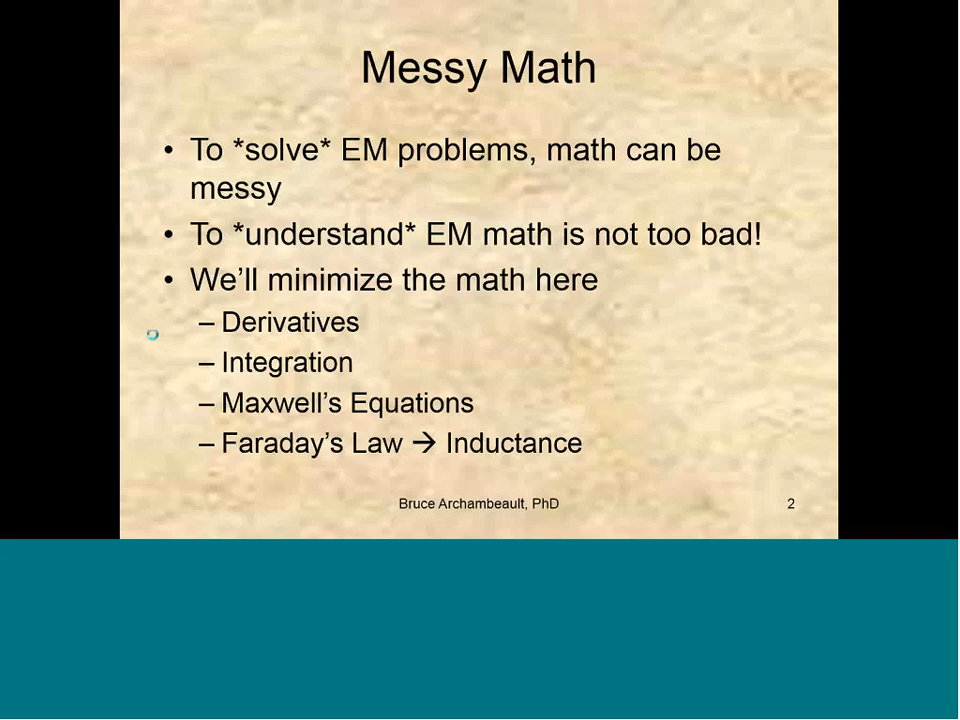 Messy Math
• To *solve* EM problems, math can be
messy
• To *understand* EM math is not too bad!
• We’ll minimize the math here
– Derivatives
– Integration
– Maxwell’s Equations
– Faraday’s Law → Inductance
Bruce Archambeault, PhD 2